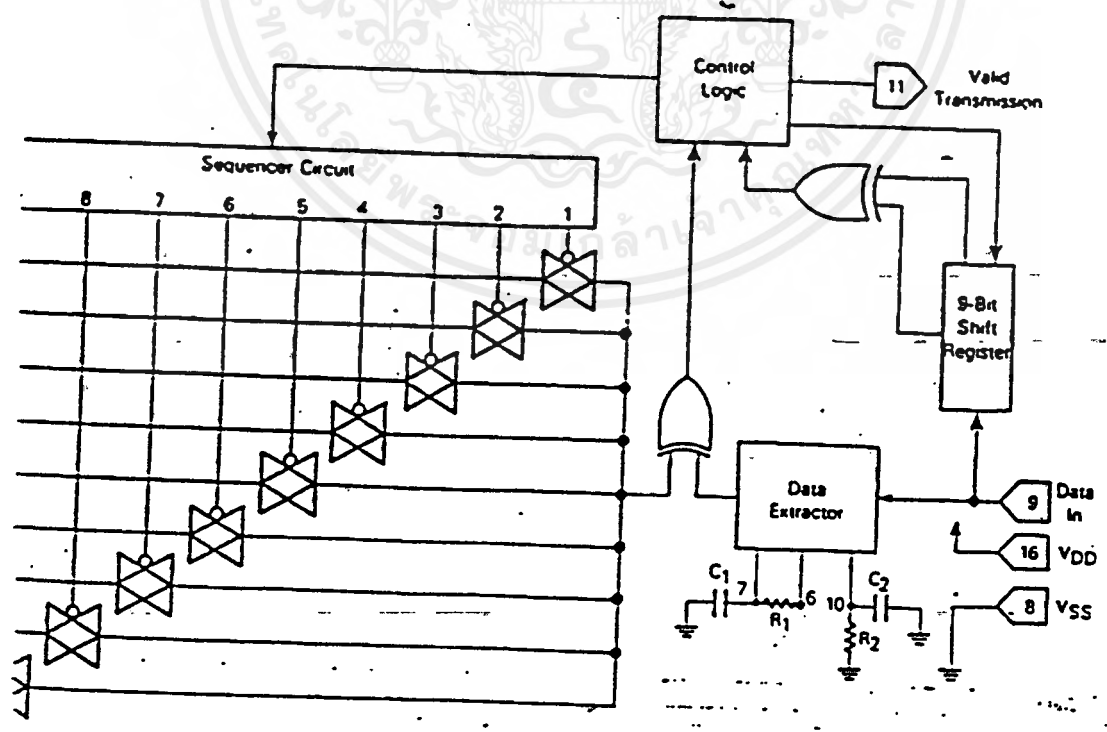 Control
Logic
11
Valid
Transmission
Sequencer Circuit
8 7 6 5 4 3 2 1
9-Bit
Shift
Register
Data
Extractor
9
Data
In
16
VDD
8
VSS
C1
7
R1
6
10
C2
R2